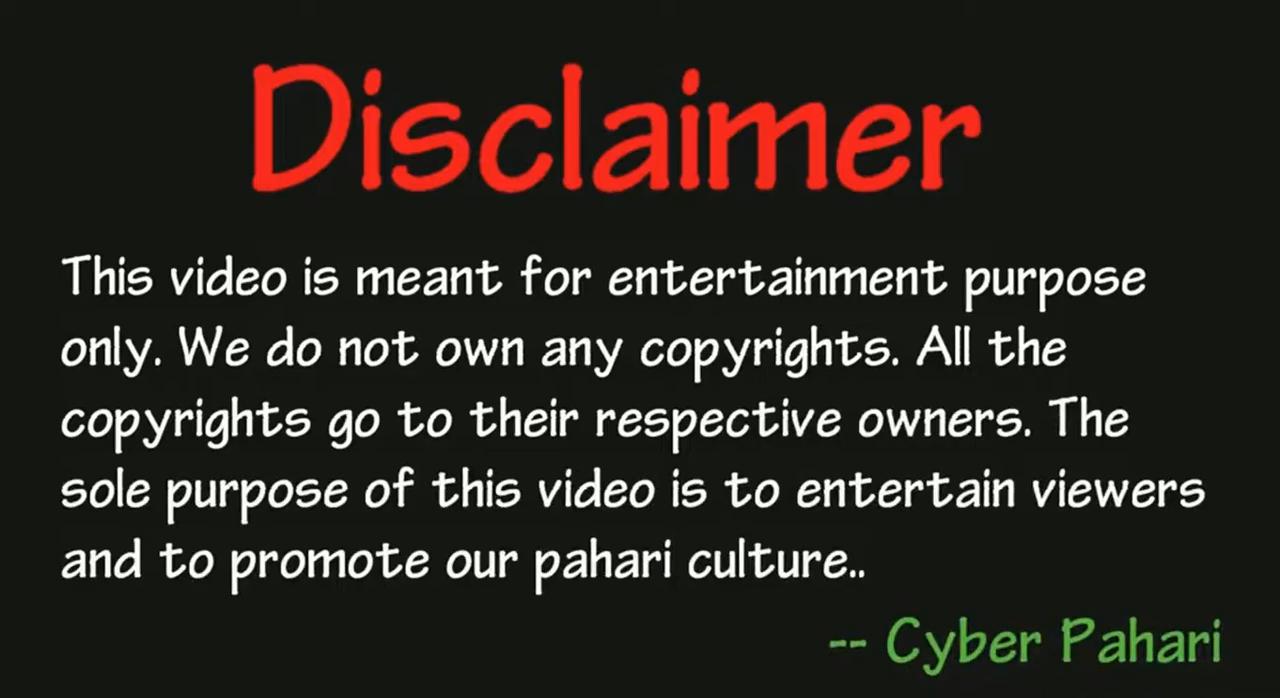 Disclaimer
This video is meant for entertainment purpose
only. We do not own any copyrights. All the
copyrights go to their respective owners. The
sole purpose of this video is to entertain viewers
and to promote our pahari culture..
-- Cyber Pahari